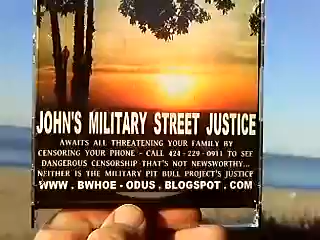 JOHN'S MILITARY STREET JUSTICE
AWAITS ALL THREATENING YOUR FAMILY BY
CENSORING YOUR PHONE - CALL 424-229-0911 TO SEE
DANGEROUS CENSORSHIP THAT'S NOT NEWSWORTHY...
NEITHER IS THE MILITARY PIT BULL PROJECT'S JUSTICE
WWW.BWHOE-ODUS.BLOGSPOT.COM